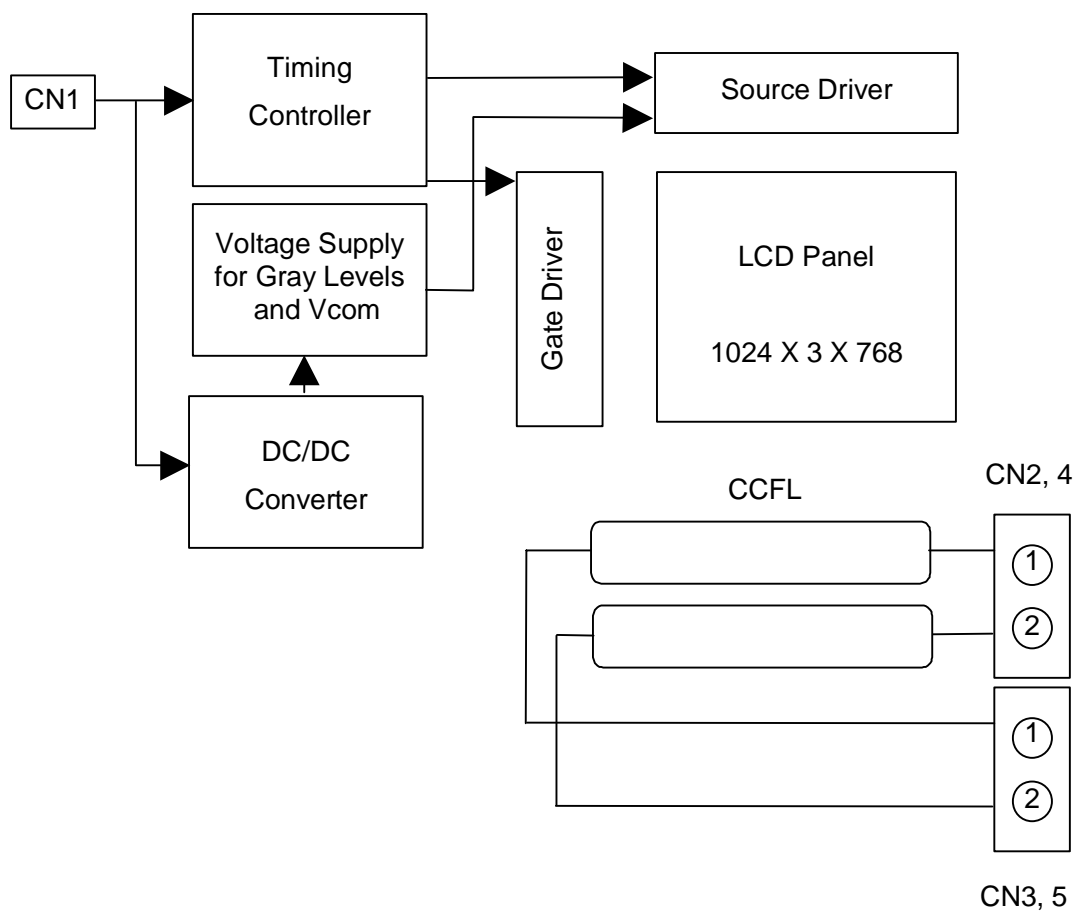 CN1
Timing
Controller
Source Driver
Voltage Supply
for Gray Levels
and Vcom
Gate Driver
LCD Panel
1024 X 3 X 768
DC/DC
Converter
CCFL
CN2, 4
1
2
1
2
CN3, 5